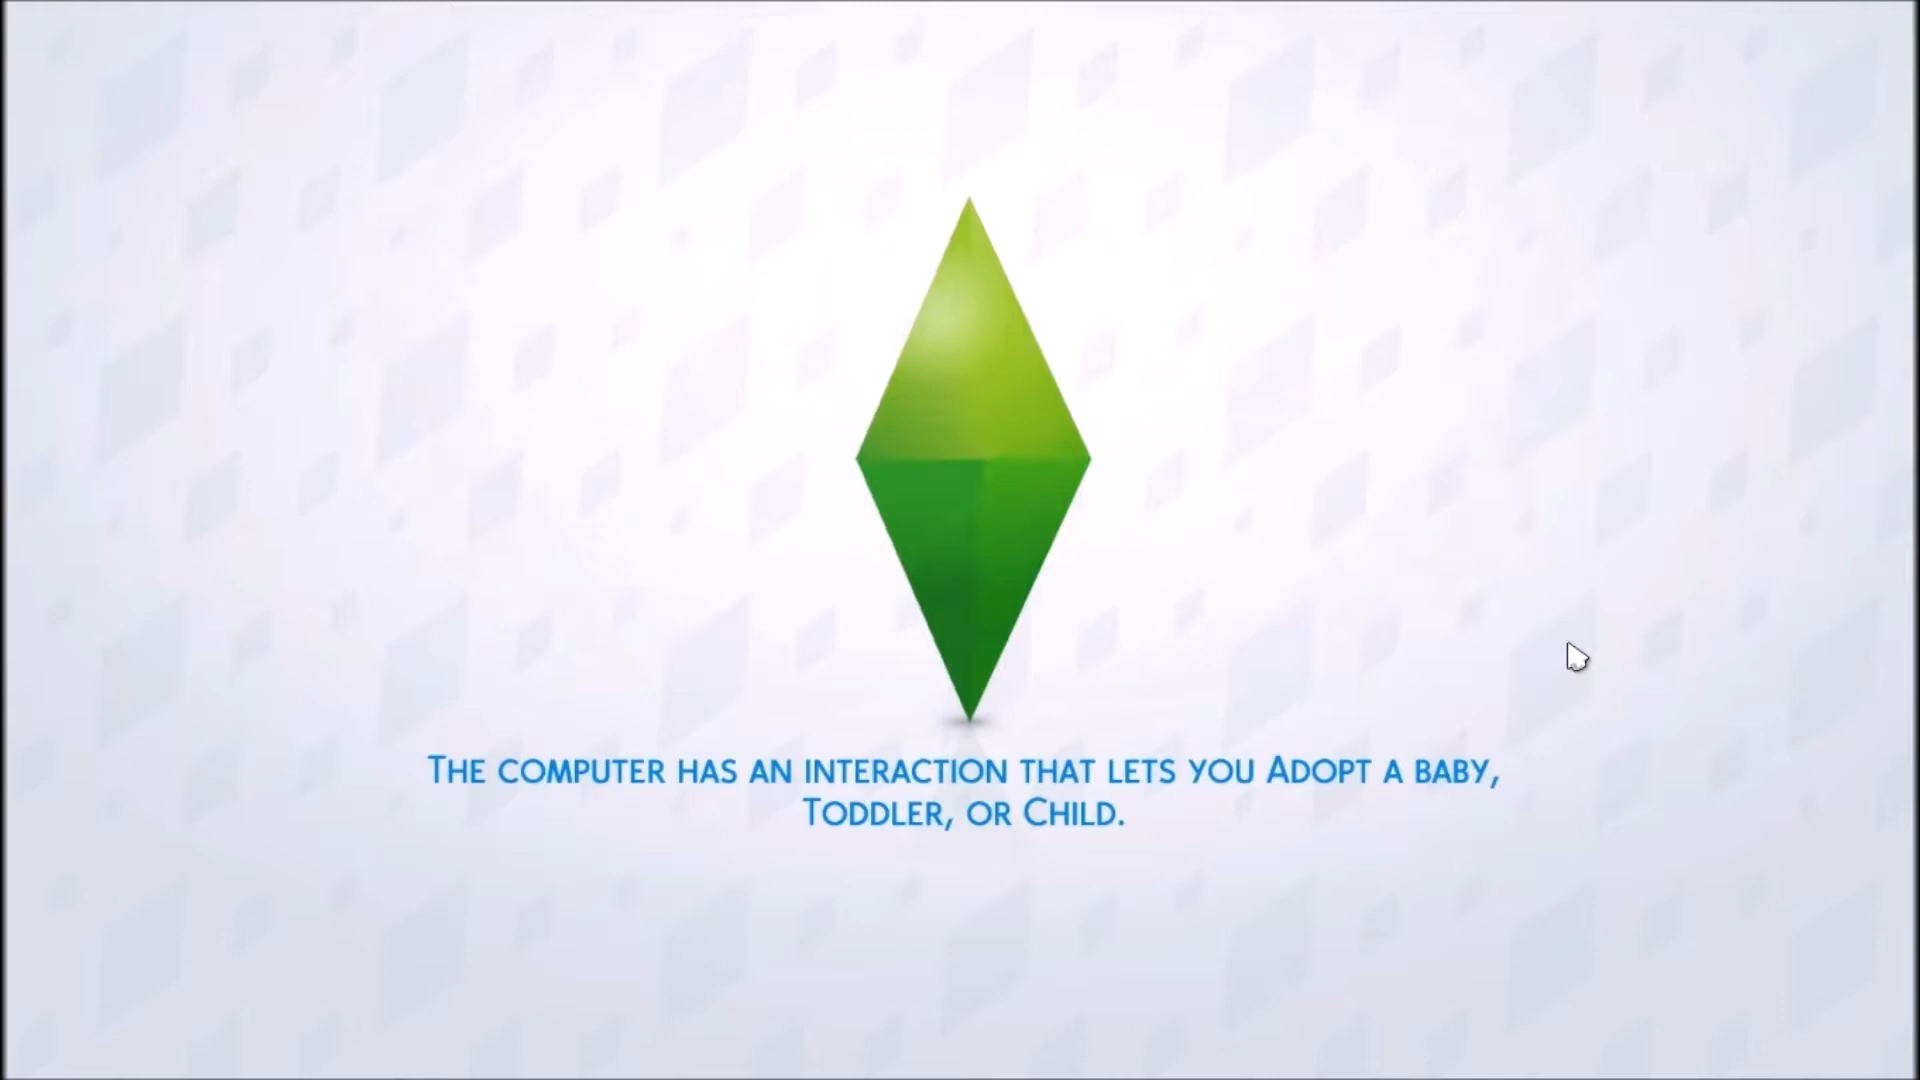 The computer has an interaction that lets you Adopt a baby,
Toddler, or Child.